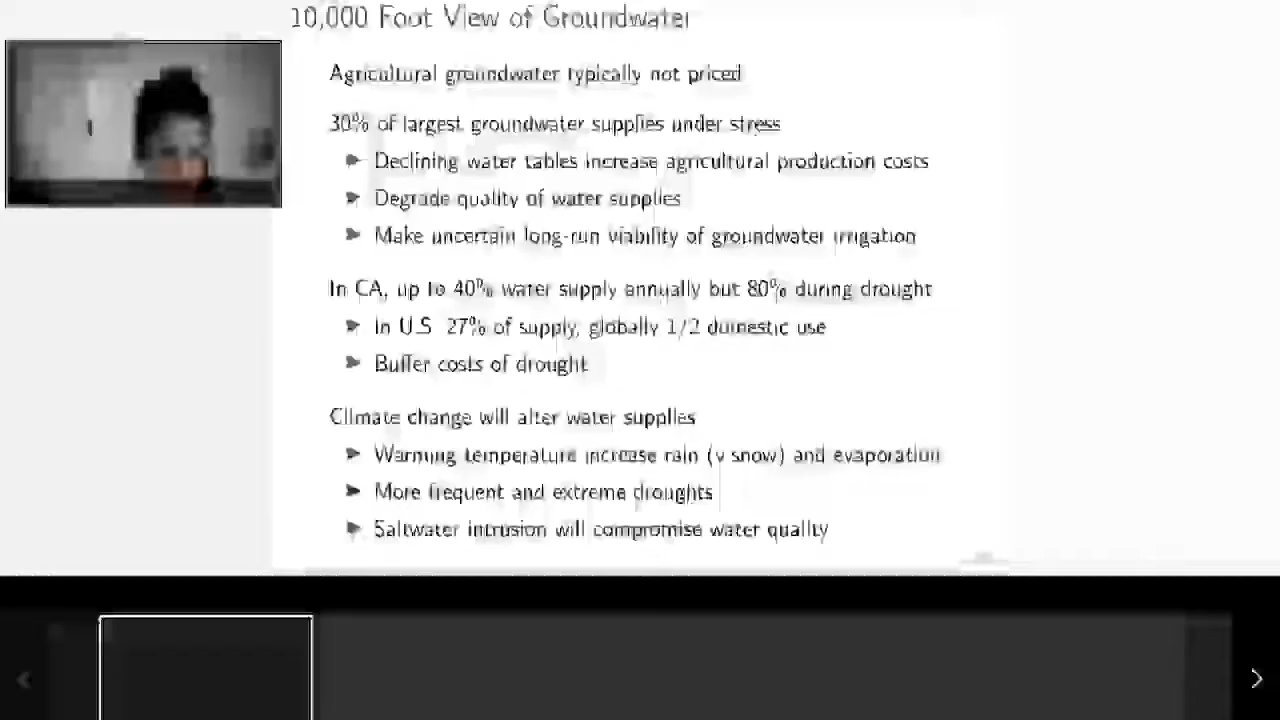 10,000 Foot View of Groundwater
Agricultural groundwater typically not priced
30% of largest groundwater supplies under stress
Declining water tables increase agricultural production costs
Degrade quality of water supplies
Make uncertain long-run viability of groundwater irrigation
In CA, up to 40% water supply annually but 80% during drought
In U.S 27% of supply, globally 1/2 domestic use
Buffer costs of drought
Climate change will alter water supplies
Warming temperature increase rain (v snow) and evaporation
More frequent and extreme droughts
Saltwater intrusion will compromise water quality